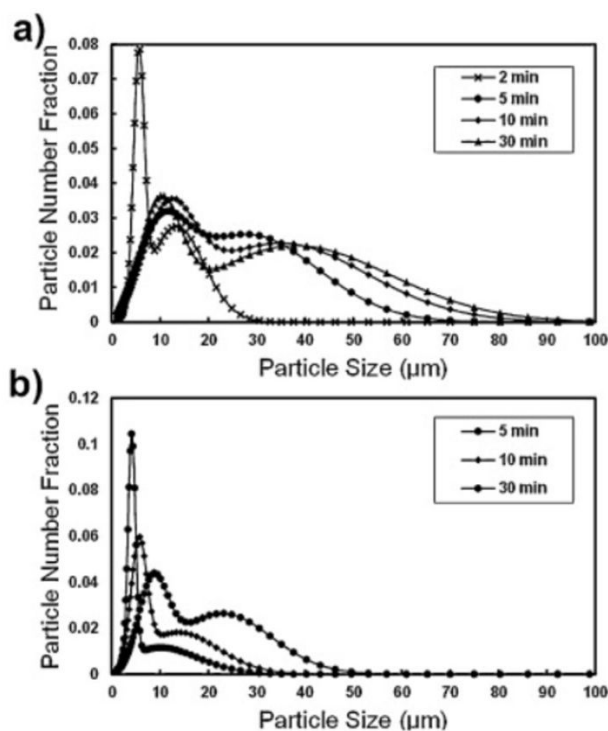 a)
0.08
0.07
0.06
0.05
0.04
0.03
0.02
0.01
0
Particle Number Fraction
2 min
5 min
10 min
30 min
0 10 20 30 40 50 60 70 80 90 100
Particle Size (µm)
b)
0.12
0.1
0.08
0.06
0.04
0.02
0
Particle Number Fraction
5 min
10 min
30 min
0 10 20 30 40 50 60 70 80 90 100
Particle Size (µm)